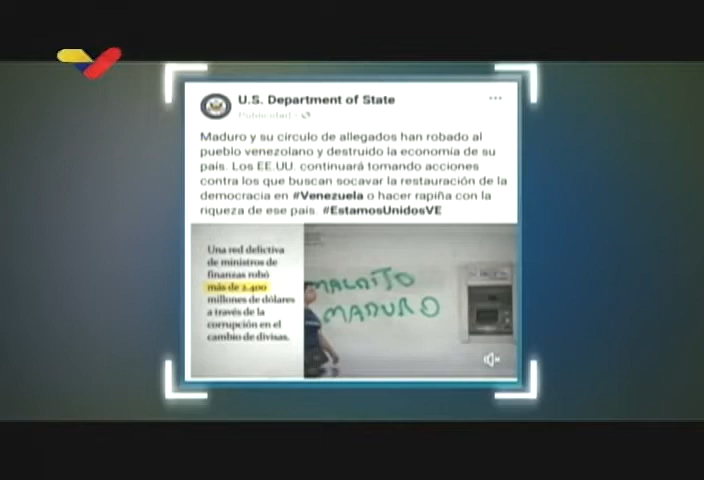 U.S. Department of State
Publicidad
Maduro y su círculo de allegados han robado al
pueblo venezolano y destruido la economía de su
país. Los EE.UU. continuará tomando acciones
contra los que buscan socavar la restauración de la
democracia en #Venezuela o hacer rapiña con la
riqueza de ese país. #EstamosUnidosVE
Una red delictiva
de ministros de
finanzas robó
más de 2.400
millones de dólares
a través de la
corrupción en el
cambio de divisas.
MALDITO
MADURO